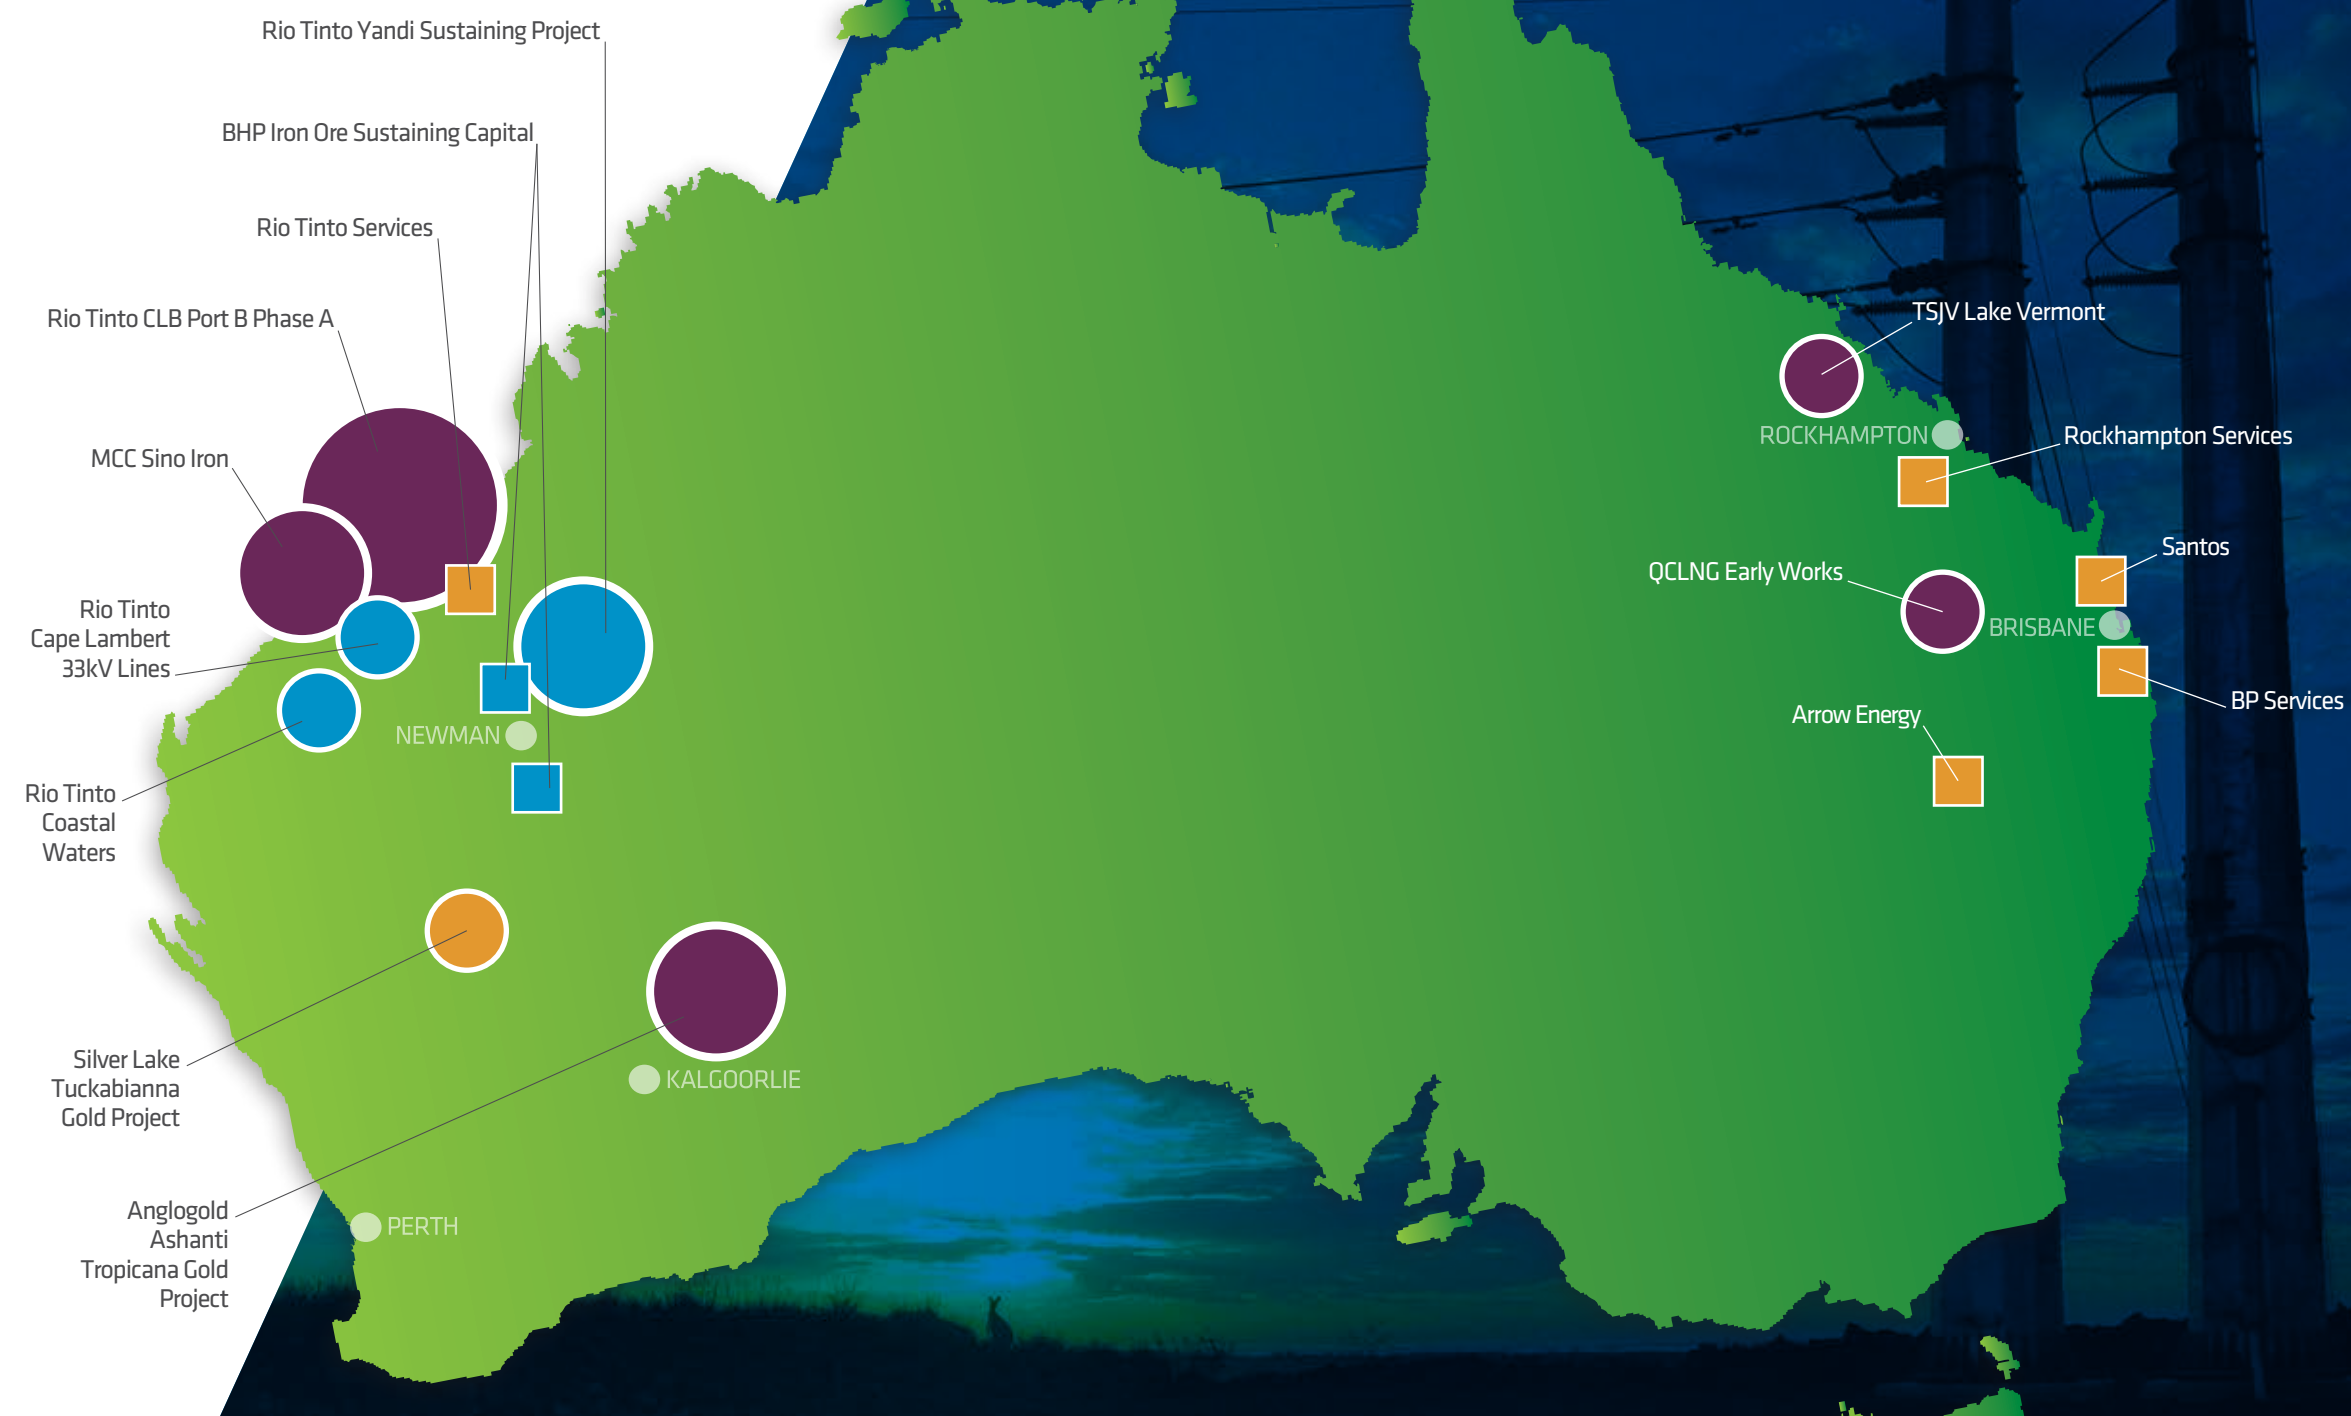 Rio Tinto Yandi Sustaining Project
BHP Iron Ore Sustaining Capital
Rio Tinto Services
Rio Tinto CLB Port B Phase A
MCC Sino Iron
Rio Tinto
Cape Lambert
33kV Lines
NEWMAN
Rio Tinto
Coastal
Waters
Silver Lake
Tuckabianna
Gold Project
KALGOORLIE
Anglogold
Ashanti
Tropicana Gold
Project
PERTH
TSJV Lake Vermont
ROCKHAMPTON
Rockhampton Services
Santos
QCLNG Early Works
BRISBANE
BP Services
Arrow Energy